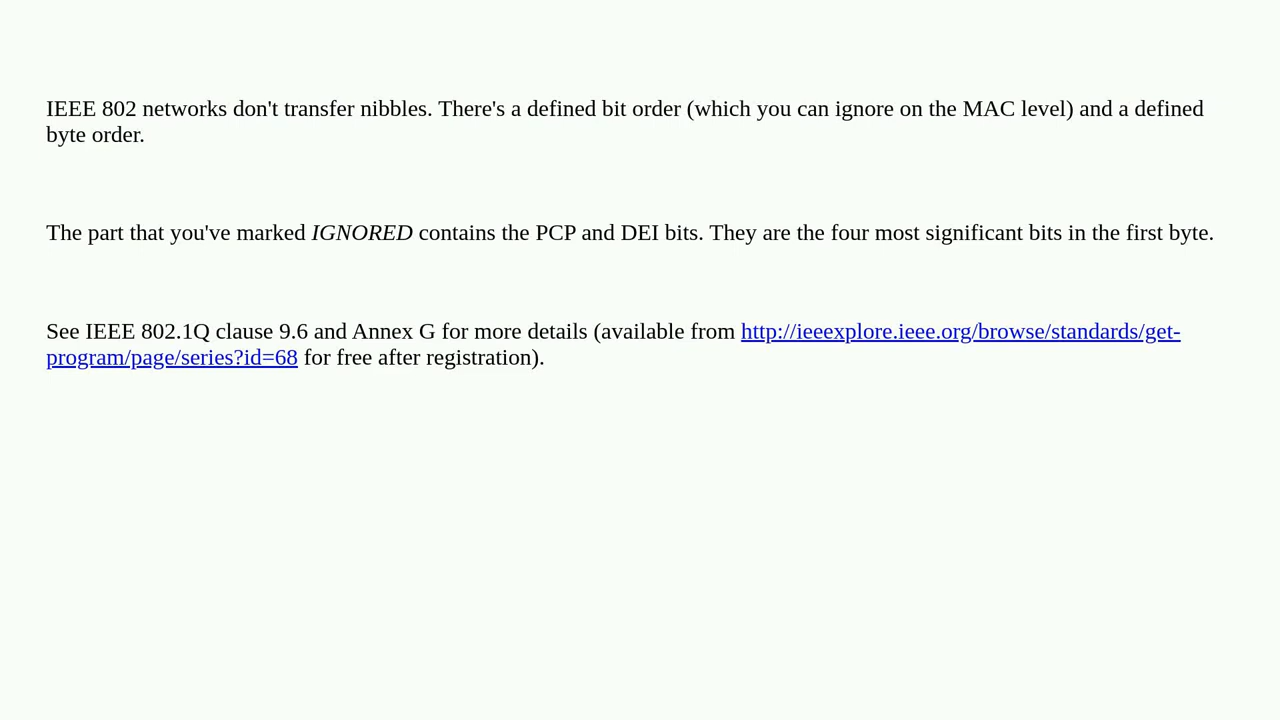 IEEE 802 networks don't transfer nibbles. There's a defined bit order (which you can ignore on the MAC level) and a defined
byte order.
The part that you've marked IGNORED contains the PCP and DEI bits. They are the four most significant bits in the first byte.
See IEEE 802.1Q clause 9.6 and Annex G for more details (available from http://ieeexplore.ieee.org/browse/standards/get-
program/page/series?id=68 for free after registration).